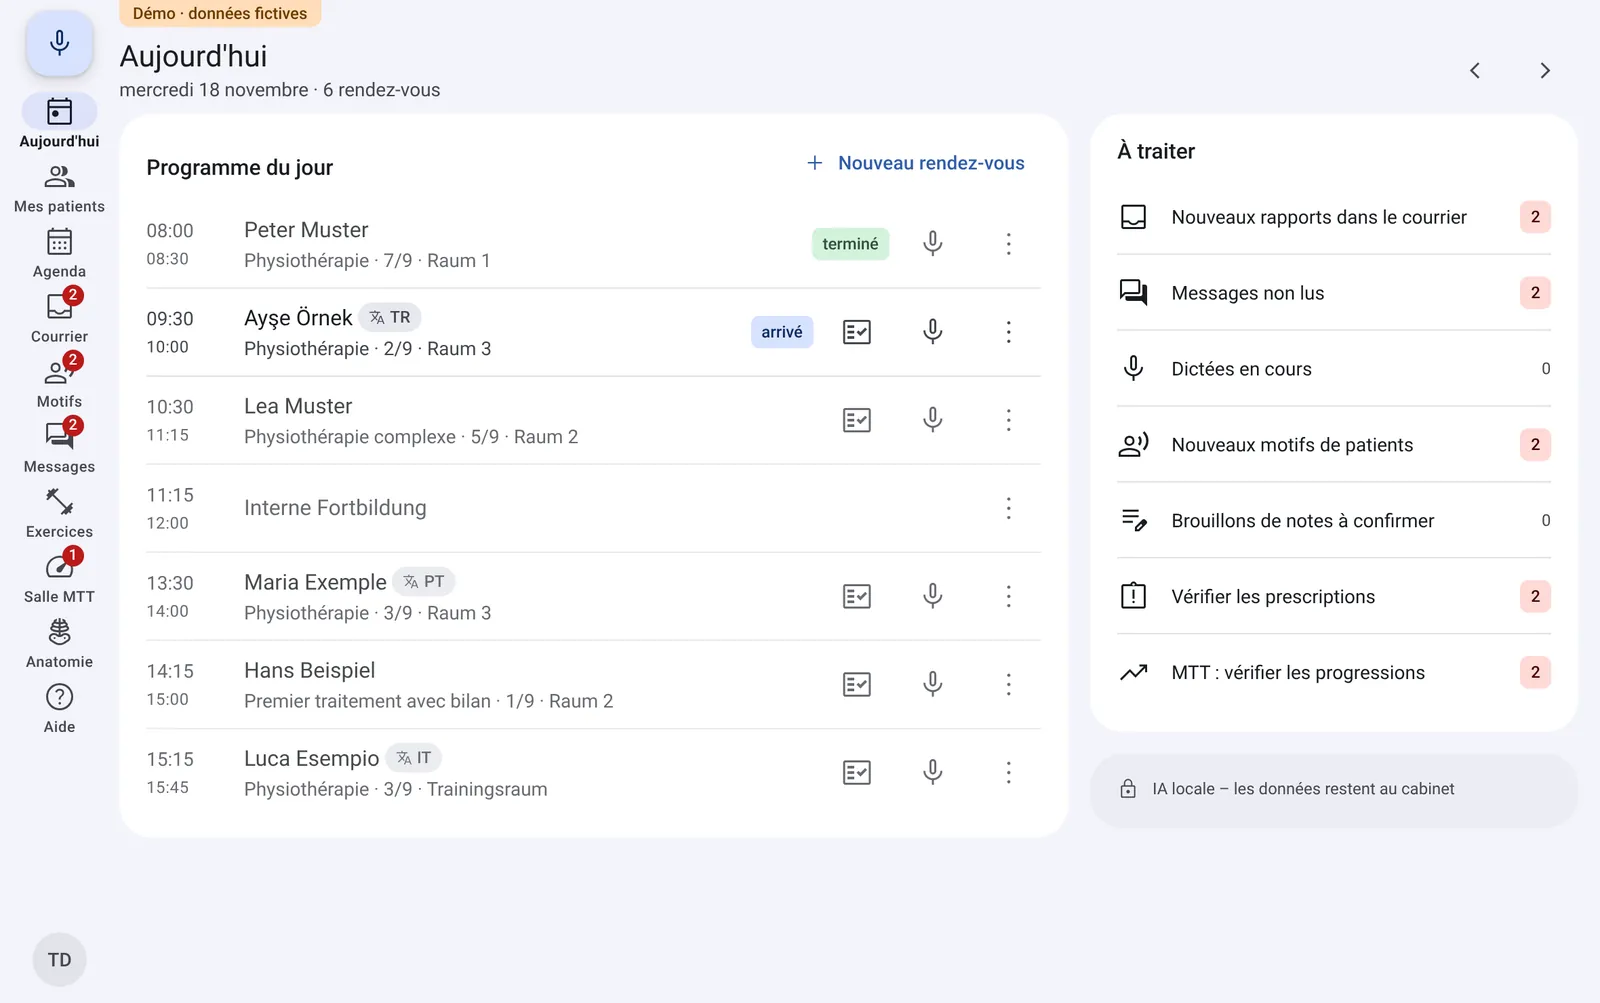 Démo · données fictives
Aujourd'hui
mercredi 18 novembre · 6 rendez-vous
Aujourd'hui
Mes patients
Agenda
2
Courrier
2
Motifs
2
Messages
Exercices
1
Salle MTT
Anatomie
Aide
TD
Programme du jour
+ Nouveau rendez-vous
08:00 Peter Muster
08:30 Physiothérapie · 7/9 · Raum 1
terminé
09:30 Ayşe Örnek TR
10:00 Physiothérapie · 2/9 · Raum 3
arrivé
10:30 Lea Muster
11:15 Physiothérapie complexe · 5/9 · Raum 2
11:15 Interne Fortbildung
12:00
13:30 Maria Exemple PT
14:00 Physiothérapie · 3/9 · Raum 3
14:15 Hans Beispiel
15:00 Premier traitement avec bilan · 1/9 · Raum 2
15:15 Luca Esempio IT
15:45 Physiothérapie · 3/9 · Trainingsraum
À traiter
Nouveaux rapports dans le courrier 2
Messages non lus 2
Dictées en cours 0
Nouveaux motifs de patients 2
Brouillons de notes à confirmer 0
Vérifier les prescriptions 2
MTT : vérifier les progressions 2
IA locale – les données restent au cabinet